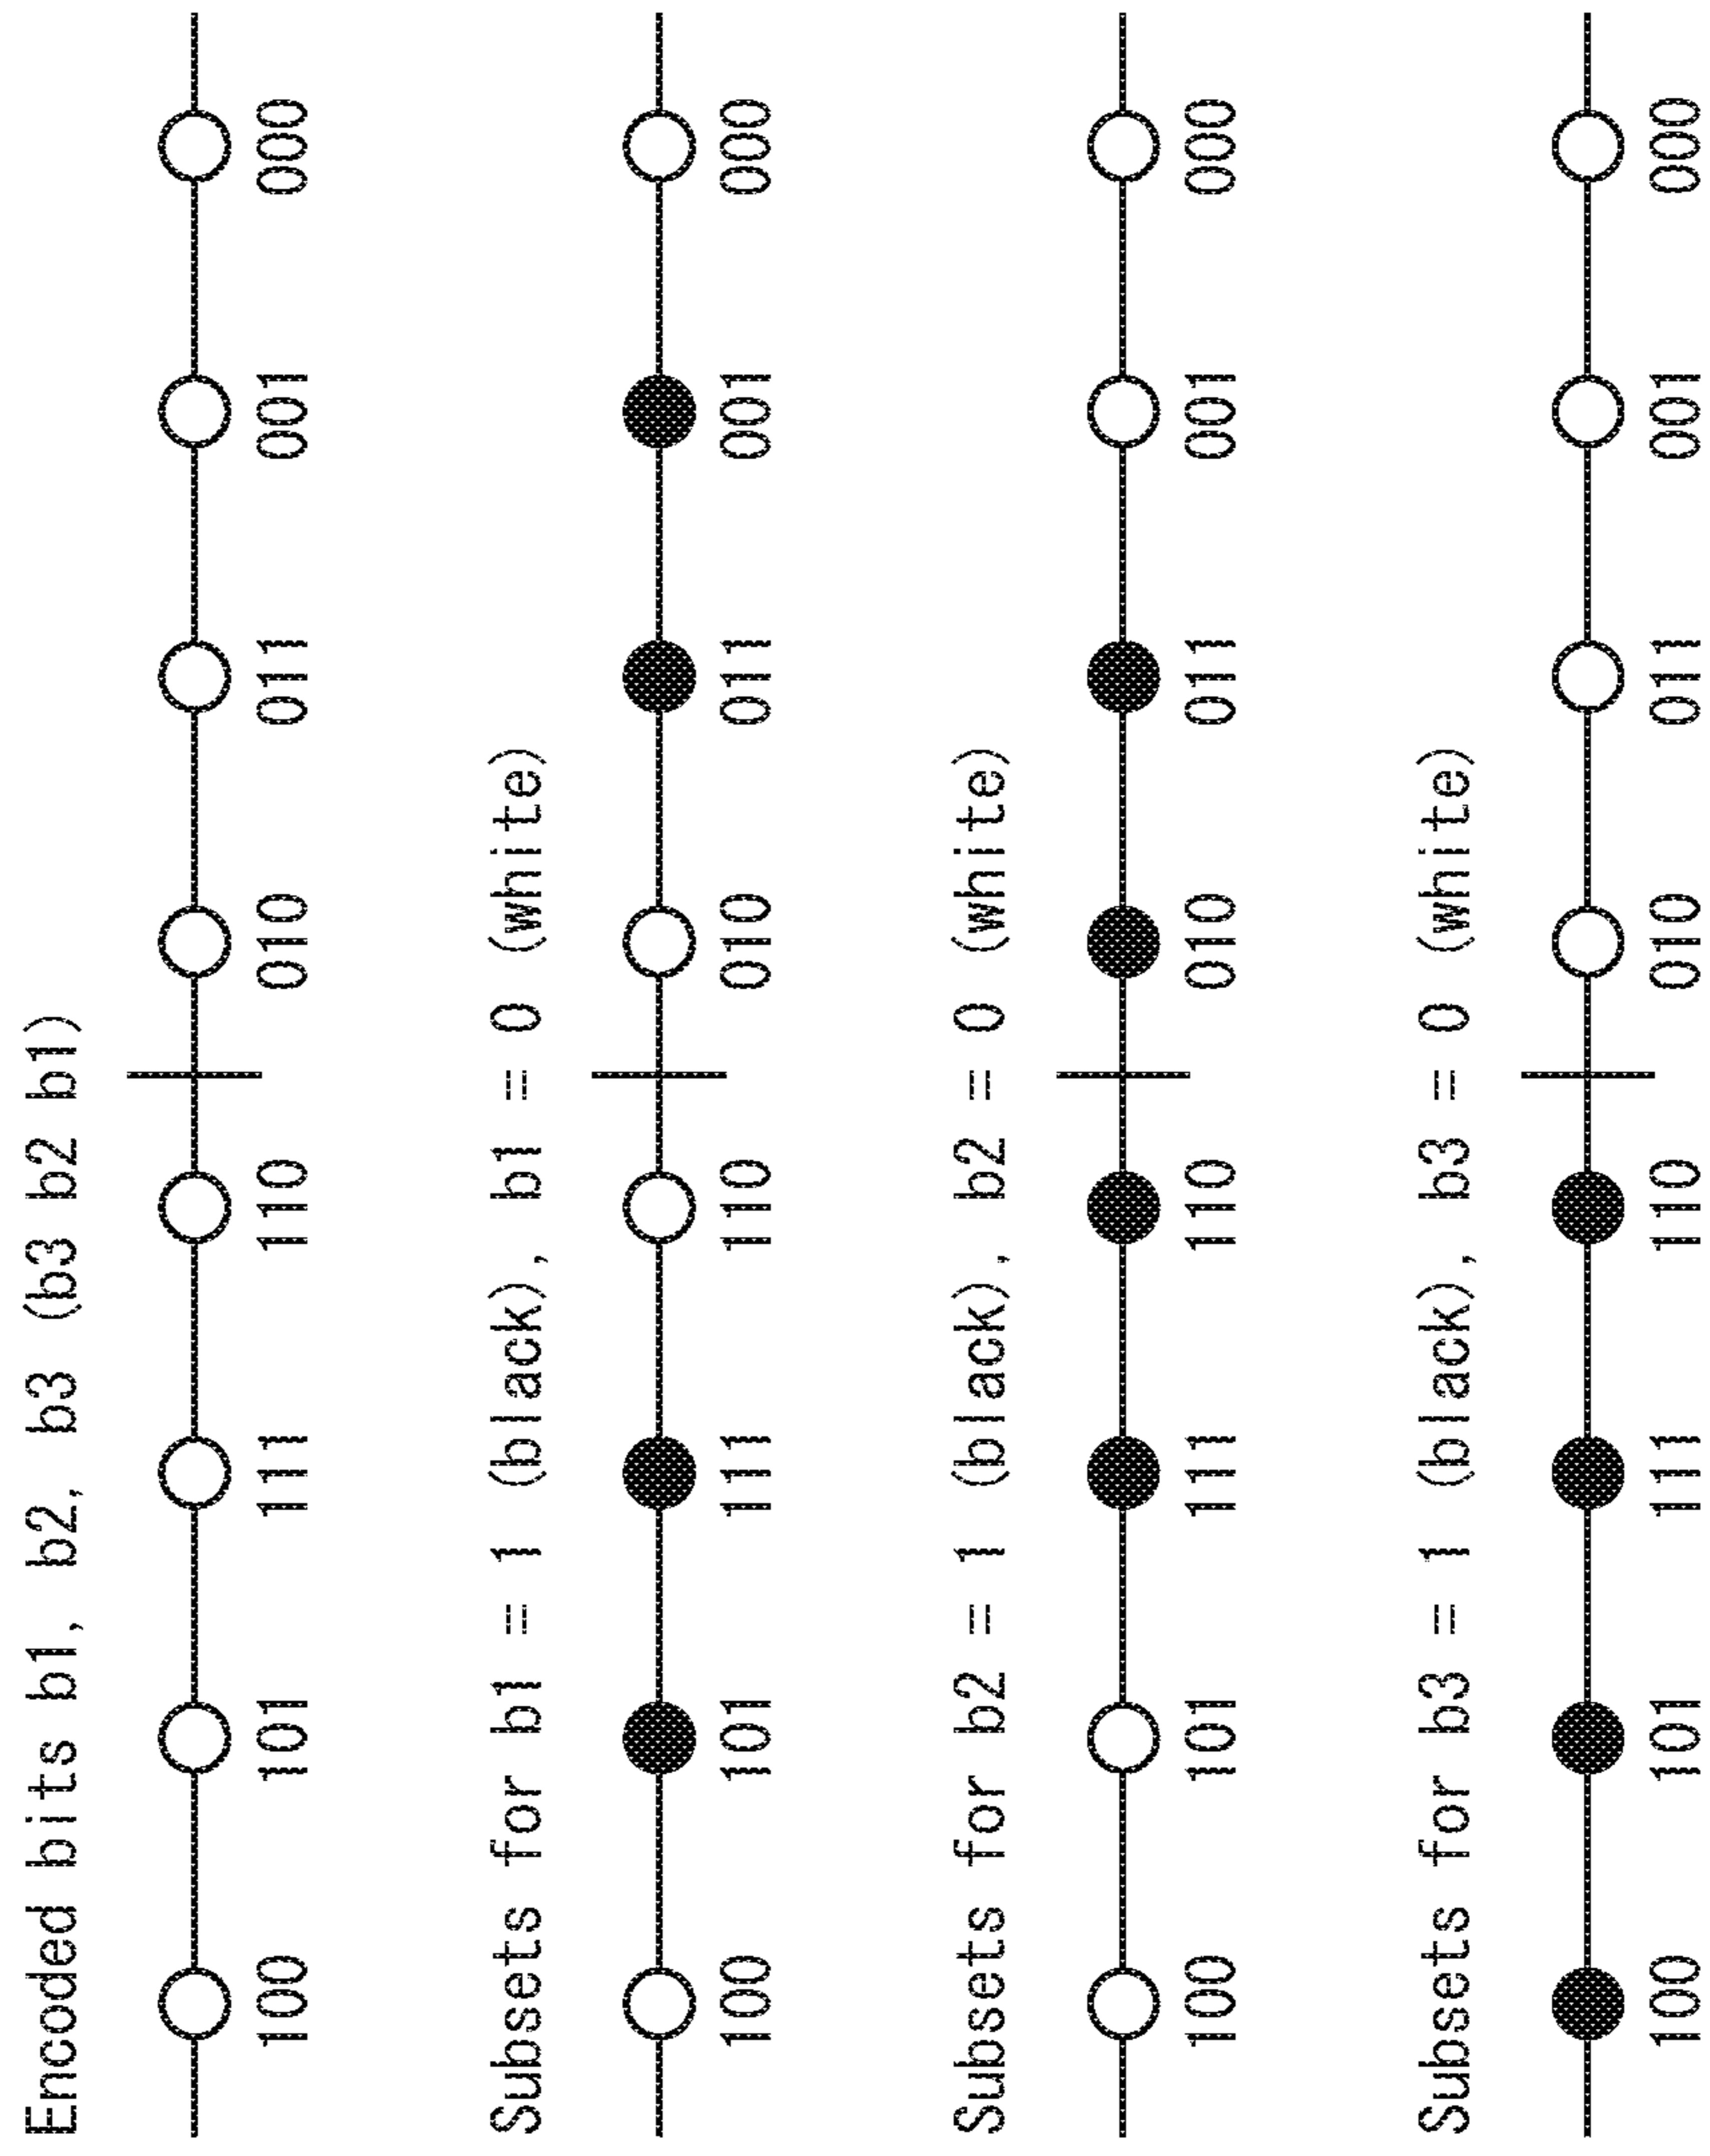 Encoded bits b1, b2, b3 (b3 b2 b1)
100 101 111 110 010 011 001 000
Subsets for b1 = 1 (black), b1 = 0 (white)
100 101 111 110 010 011 001 000
Subsets for b2 = 1 (black), b2 = 0 (white)
100 101 111 110 010 011 001 000
Subsets for b3 = 1 (black), b3 = 0 (white)
100 101 111 110 010 011 001 000